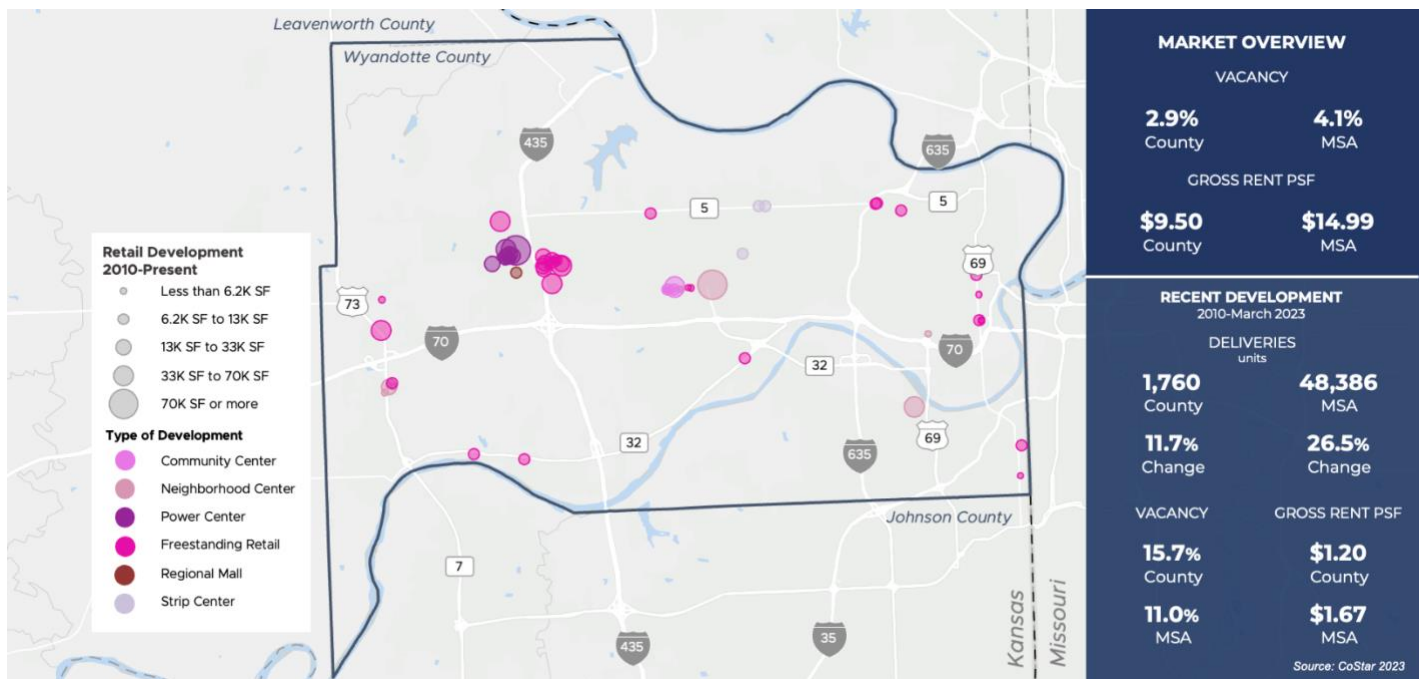 Leavenworth County
Wyandotte County
435
635
5
5
69
73
70
70
32
32
69
635
Johnson County
7
435
35
Kansas
Missouri
Retail Development
2010-Present
Less than 6.2K SF
6.2K SF to 13K SF
13K SF to 33K SF
33K SF to 70K SF
70K SF or more
Type of Development
Community Center
Neighborhood Center
Power Center
Freestanding Retail
Regional Mall
Strip Center
MARKET OVERVIEW
VACANCY
2.9% 4.1%
County MSA
GROSS RENT PSF
$9.50 $14.99
County MSA
RECENT DEVELOPMENT
2010-March 2023
DELIVERIES
units
1,760 48,386
County MSA
11.7% 26.5%
Change Change
VACANCY GROSS RENT PSF
15.7% $1.20
County County
11.0% $1.67
MSA MSA
Source: CoStar 2023